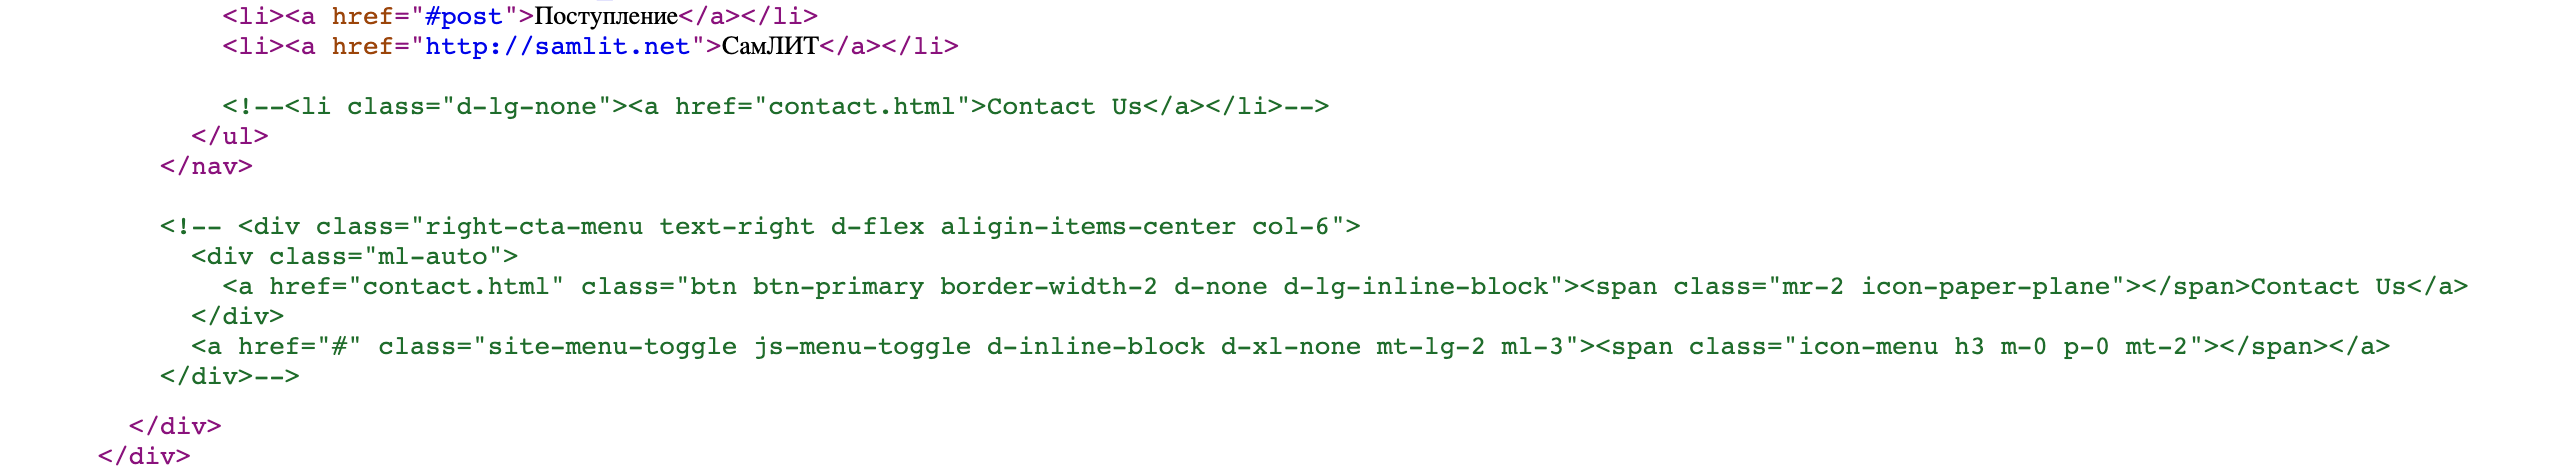 <li><a href="#post">Поступление</a></li>
<li><a href="http://samlit.net">СамЛИТ</a></li>
<!--<li class="d-lg-none"><a href="contact.html">Contact Us</a></li>-->
</ul>
</nav>
<!-- <div class="right-cta-menu text-right d-flex aligin-items-center col-6">
<div class="ml-auto">
<a href="contact.html" class="btn btn-primary border-width-2 d-none d-lg-inline-block"><span class="mr-2 icon-paper-plane"></span>Contact Us</a>
</div>
<a href="#" class="site-menu-toggle js-menu-toggle d-inline-block d-xl-none mt-lg-2 ml-3"><span class="icon-menu h3 m-0 p-0 mt-2"></span></a>
</div>-->
</div>
</div>